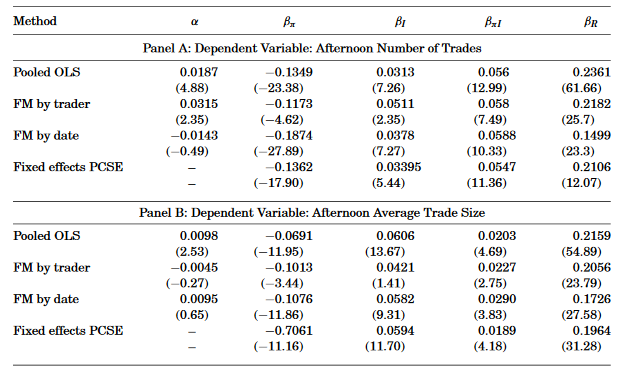 Method α βπ βI βπI βR
Panel A: Dependent Variable: Afternoon Number of Trades
Pooled OLS 0.0187 −0.1349 0.0313 0.056 0.2361
(4.88) (−23.38) (7.26) (12.99) (61.66)
FM by trader 0.0315 −0.1173 0.0511 0.058 0.2182
(2.35) (−4.62) (2.35) (7.49) (25.7)
FM by date −0.0143 −0.1874 0.0378 0.0588 0.1499
(−0.49) (−27.89) (7.27) (10.33) (23.3)
Fixed effects PCSE – −0.1362 0.03395 0.0547 0.2106
– (−17.90) (5.44) (11.36) (12.07)
Panel B: Dependent Variable: Afternoon Average Trade Size
Pooled OLS 0.0098 −0.0691 0.0606 0.0203 0.2159
(2.53) (−11.95) (13.67) (4.69) (54.89)
FM by trader −0.0045 −0.1013 0.0421 0.0227 0.2056
(−0.27) (−3.44) (1.41) (2.75) (23.79)
FM by date 0.0095 −0.1076 0.0582 0.0290 0.1726
(0.65) (−11.86) (9.31) (3.83) (27.58)
Fixed effects PCSE – −0.7061 0.0594 0.0189 0.1964
– (−11.16) (11.70) (4.18) (31.28)